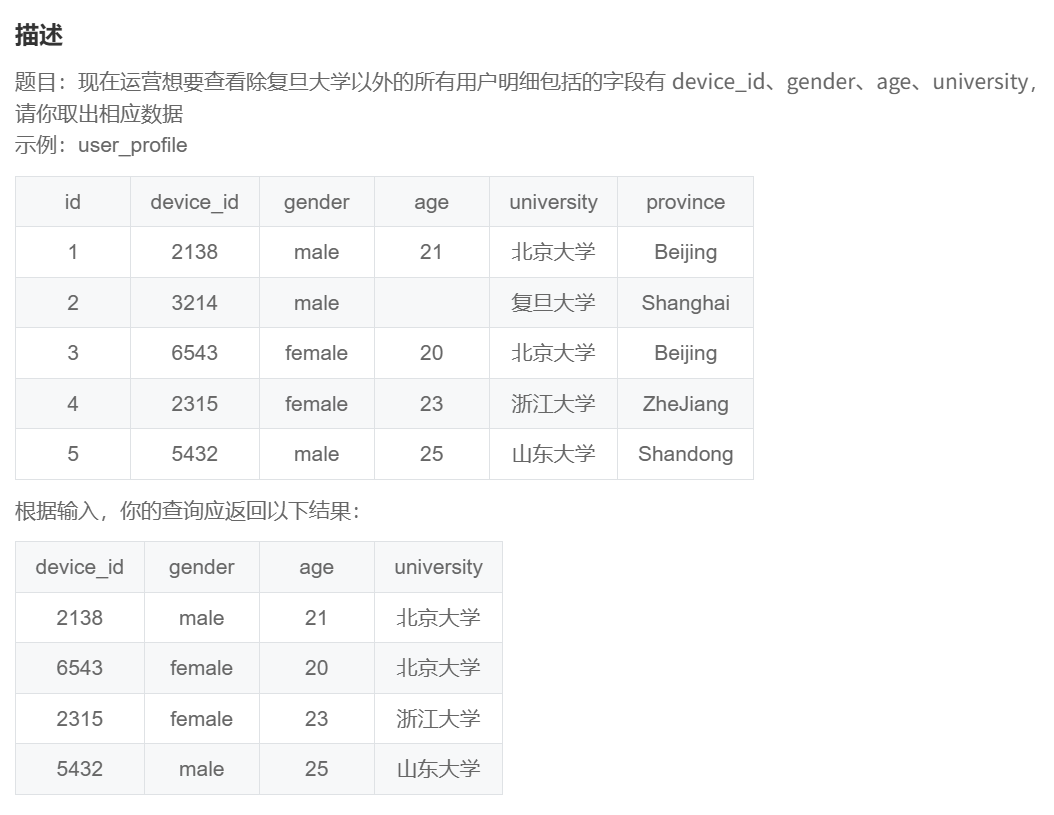 描述
题目：现在运营想要查看除复旦大学以外的所有用户明细包括的字段有 device_id、gender、age、university，
请你取出相应数据
示例：user_profile
id device_id gender age university province
1 2138 male 21 北京大学 Beijing
2 3214 male 复旦大学 Shanghai
3 6543 female 20 北京大学 Beijing
4 2315 female 23 浙江大学 ZheJiang
5 5432 male 25 山东大学 Shandong
根据输入，你的查询应返回以下结果：
device_id gender age university
2138 male 21 北京大学
6543 female 20 北京大学
2315 female 23 浙江大学
5432 male 25 山东大学